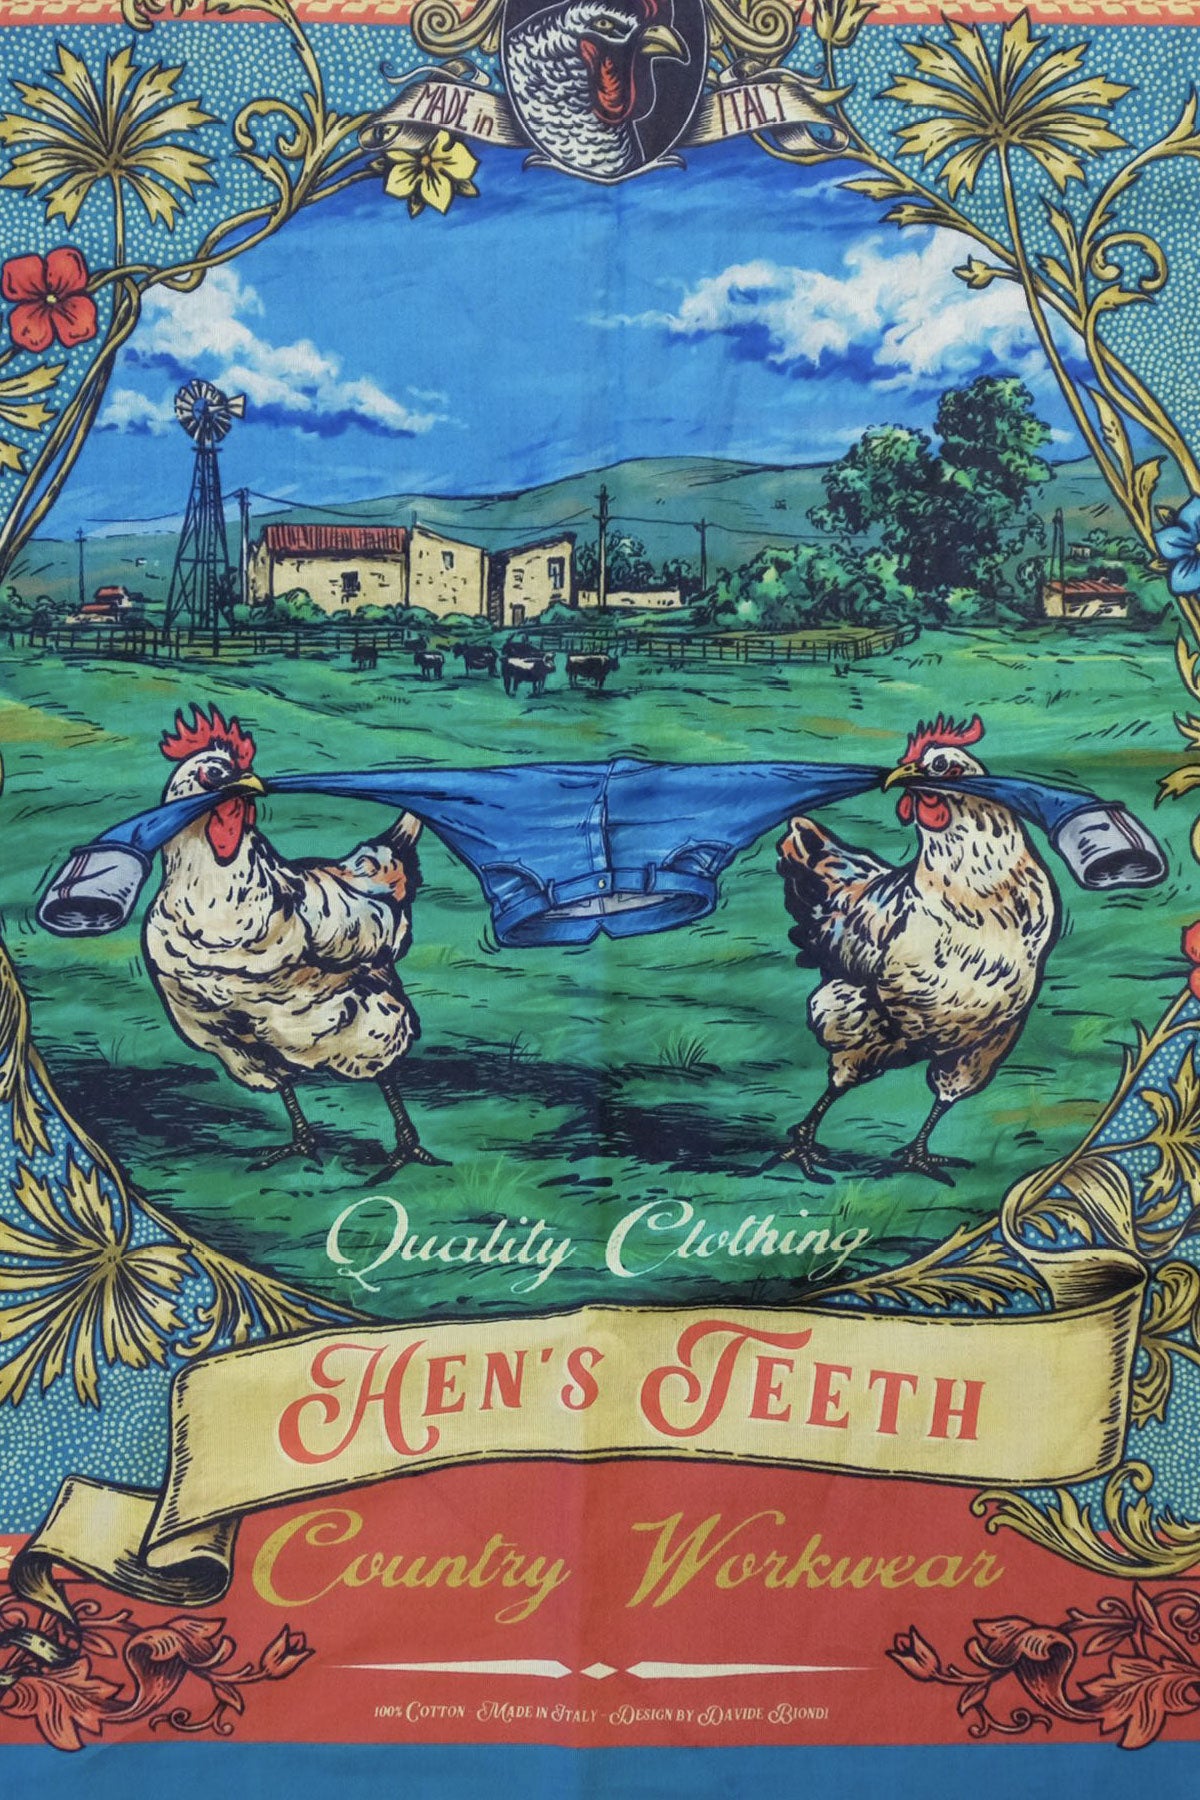 MADE in ITALY
Quality Clothing
HEN'S TEETH
Country Workwear
100% COTTON - MADE IN ITALY - DESIGN BY DAVIDE BIONDI